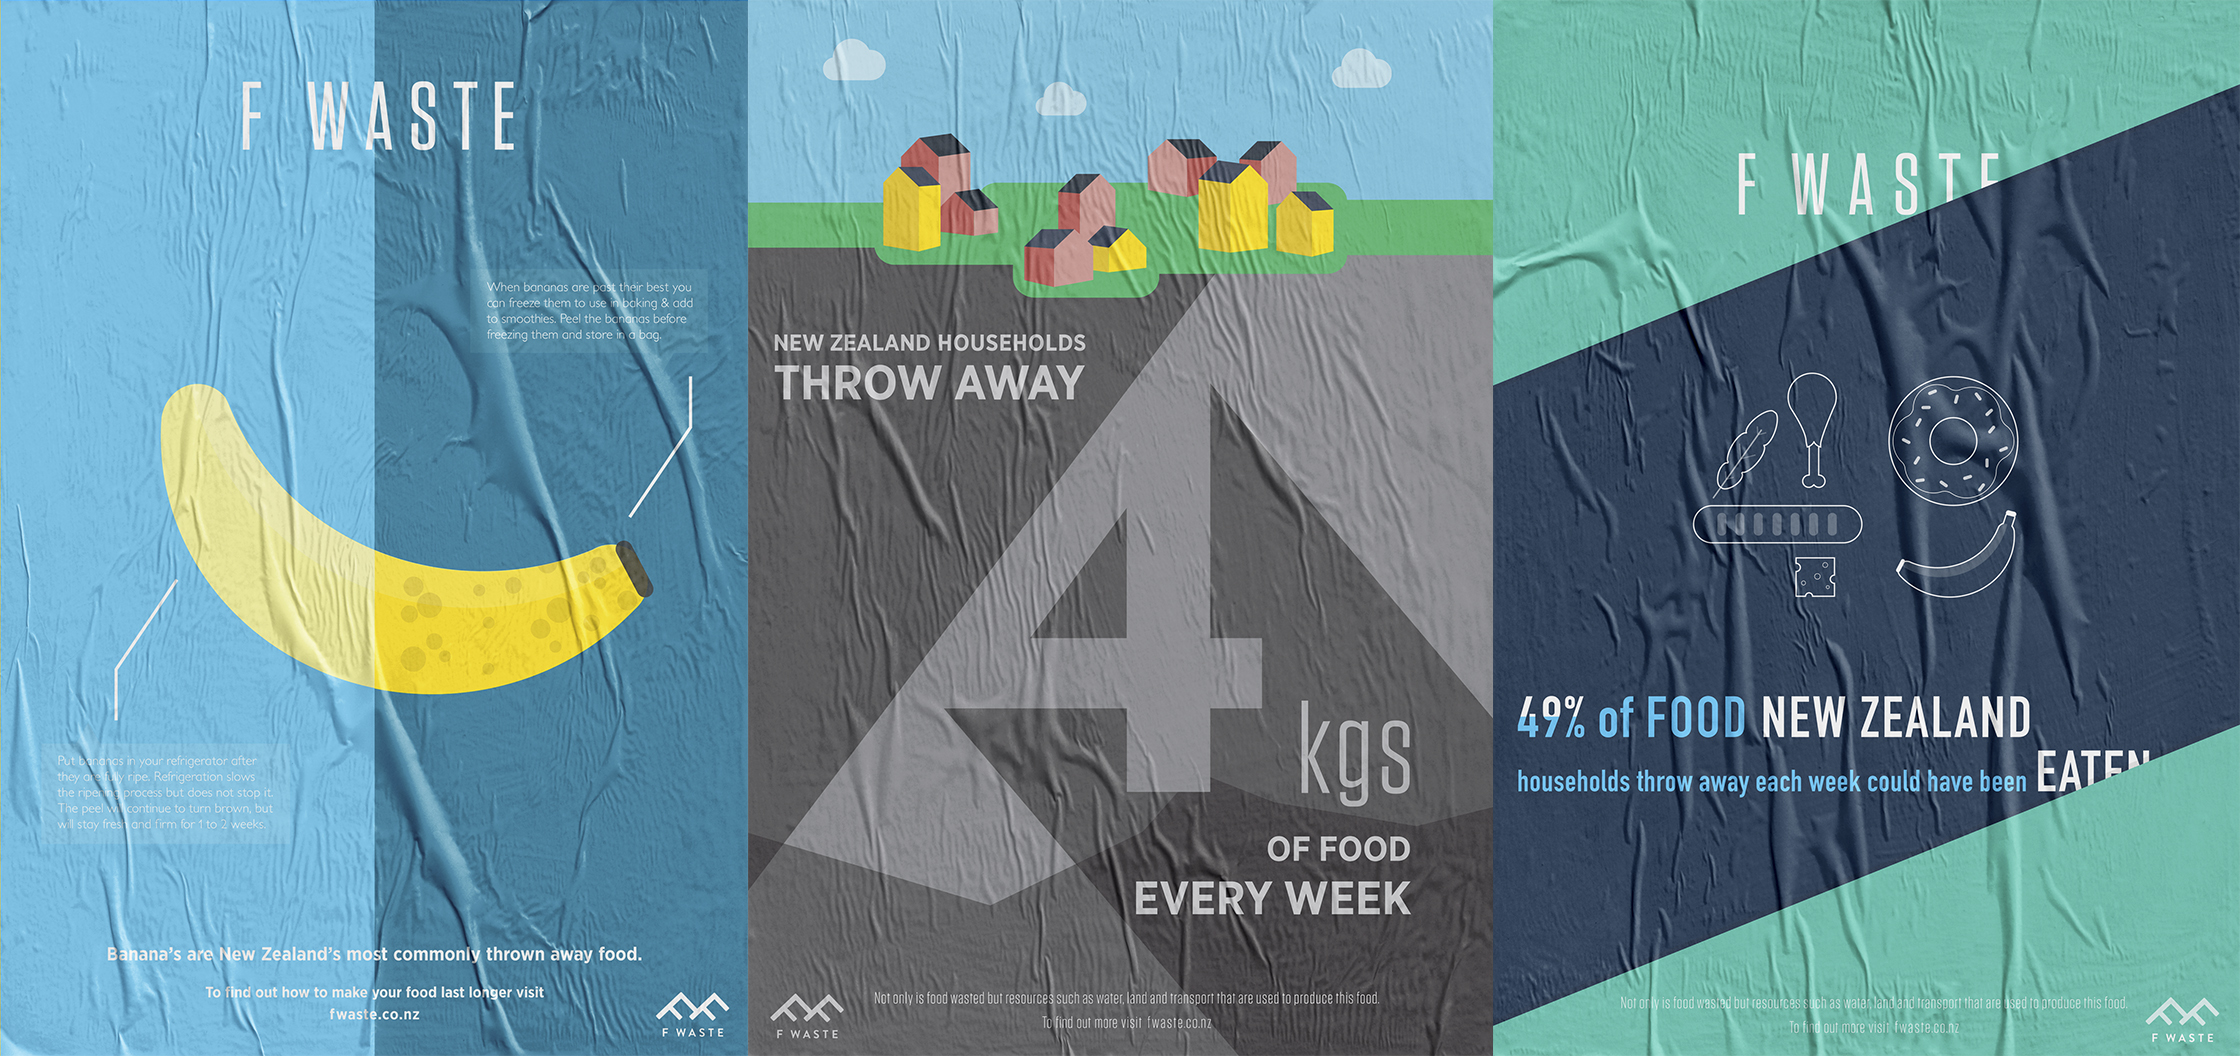 F WASTE
When bananas are past their best you
can freeze them to use in baking & add
to smoothies. Peel the bananas before
freezing them and store in a bag.
Put bananas in your refrigerator after
they are fully ripe. Refrigeration slows
the ripening process but does not stop it.
The peel will continue to turn brown, but
will stay fresh and firm for 1 to 2 weeks.
Banana's are New Zealand's most commonly thrown away food.
To find out how to make your food last longer visit
fwaste.co.nz
F WASTE
NEW ZEALAND HOUSEHOLDS
THROW AWAY
4
kgs
OF FOOD
EVERY WEEK
Not only is food wasted but resources such as water, land and transport that are used to produce this food.
To find out more visit fwaste.co.nz
F WASTE
F WASTE
49% of FOOD NEW ZEALAND
households throw away each week could have been EATEN
Not only is food wasted but resources such as water, land and transport that are used to produce this food.
To find out more visit fwaste.co.nz
F WASTE